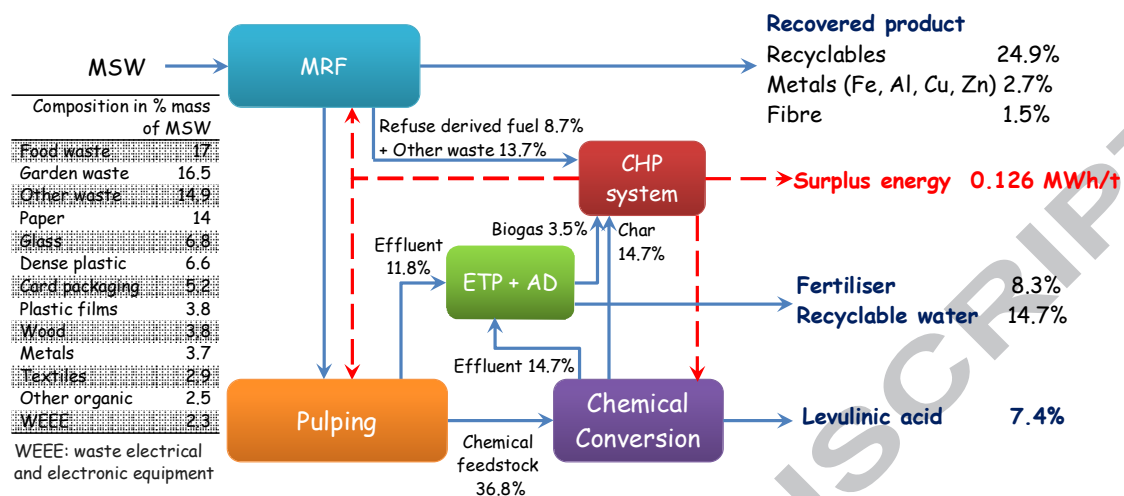 MSW
MRF
Recovered product
Recyclables 24.9%
Metals (Fe, Al, Cu, Zn) 2.7%
Fibre 1.5%
Composition in % mass
of MSW
Food waste 17
Garden waste 16.5
Other waste 14.9
Paper 14
Glass 6.8
Dense plastic 6.6
Card packaging 5.2
Plastic films 3.8
Wood 3.8
Metals 3.7
Textiles 2.9
Other organic 2.5
WEEE 2.3
WEEE: waste electrical
and electronic equipment
Refuse derived fuel 8.7%
+ Other waste 13.7%
CHP
system
Surplus energy 0.126 MWh/t
Effluent
11.8%
Biogas 3.5%
Char
14.7%
ETP + AD
Fertiliser 8.3%
Recyclable water 14.7%
Effluent 14.7%
Pulping
Chemical
feedstock
36.8%
Chemical
Conversion
Levulinic acid 7.4%
USCRIPT